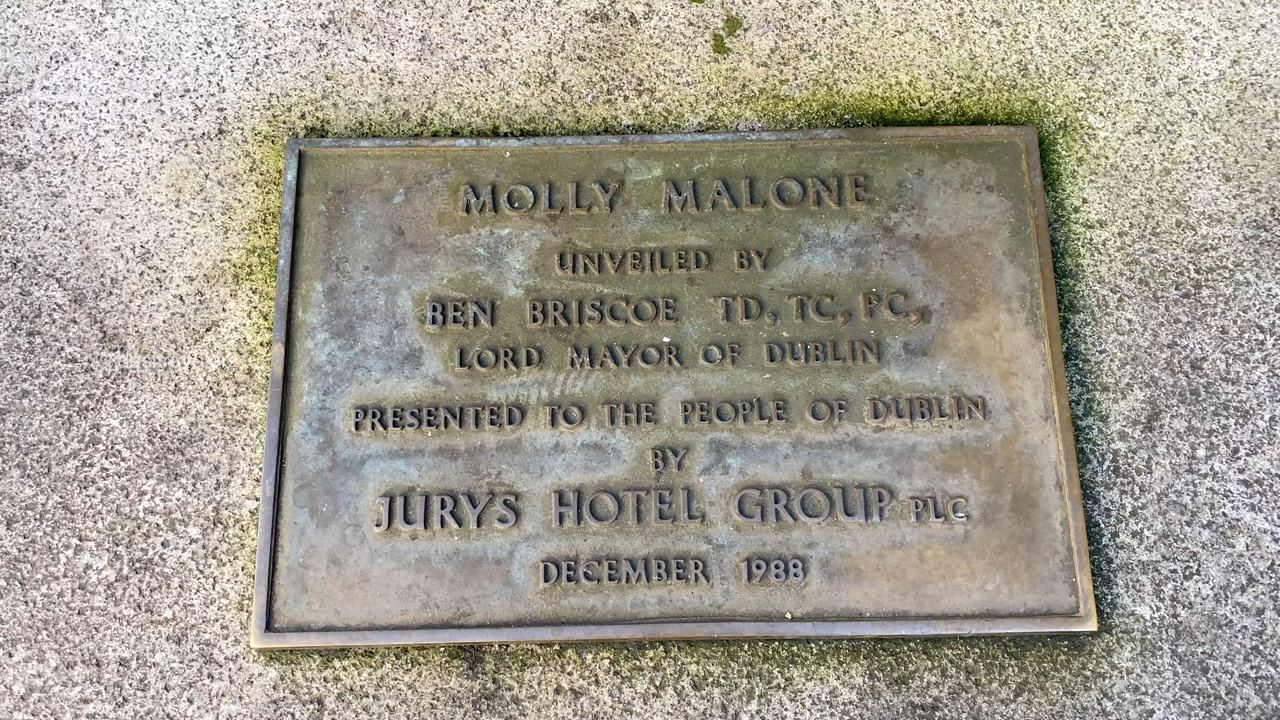 MOLLY MALONE
UNVEILED BY
BEN BRISCOE TD, TC, PC,
LORD MAYOR OF DUBLIN
PRESENTED TO THE PEOPLE OF DUBLIN
BY
JURYS HOTEL GROUP PLC
DECEMBER 1988